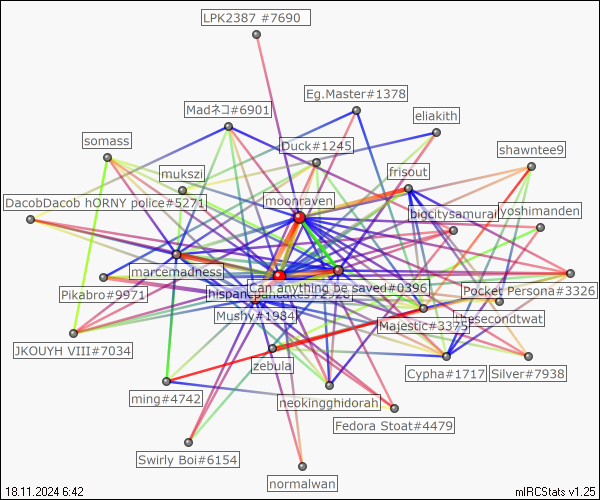 LPK2387 #7690
Eg.Master#1378
Madネコ#6901
eliakith
somass
Duck#1245
shawntee9
mukszi
frisout
DacobDacob hORNY police#5271
moonraven
bigcitysamurai
yoshimanden
marcemadness
Can anything be saved#0396
Pikabro#9971
Pocket Persona#3326
Mushy#1984
Majestic#3375
thesecondtwat
JKOUYH VIII#7034
zebula
Cypha#1717
Silver#7938
ming#4742
neokingghidorah
Fedora Stoat#4479
Swirly Boi#6154
normalwan
18.11.2024 6:42
mIRCStats v1.25